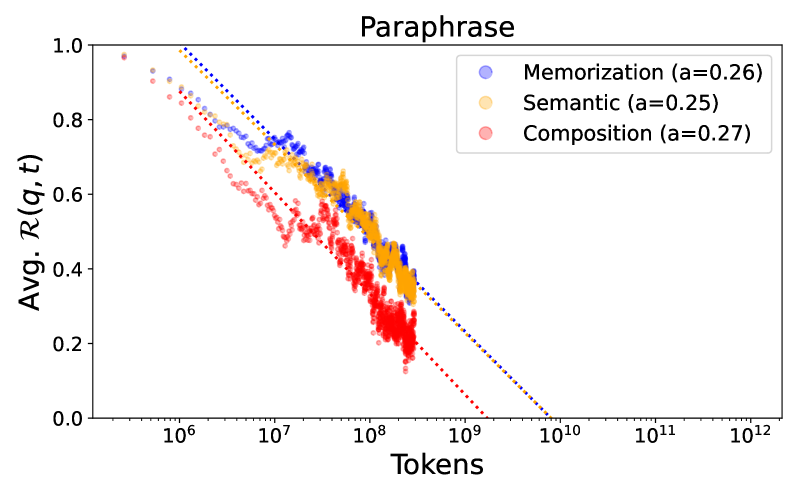 Paraphrase
Avg. R(q, t)
1.0
0.8
0.6
0.4
0.2
0.0
Memorization (a=0.26)
Semantic (a=0.25)
Composition (a=0.27)
10⁶ 10⁷ 10⁸ 10⁹ 10¹⁰ 10¹¹ 10¹²
Tokens